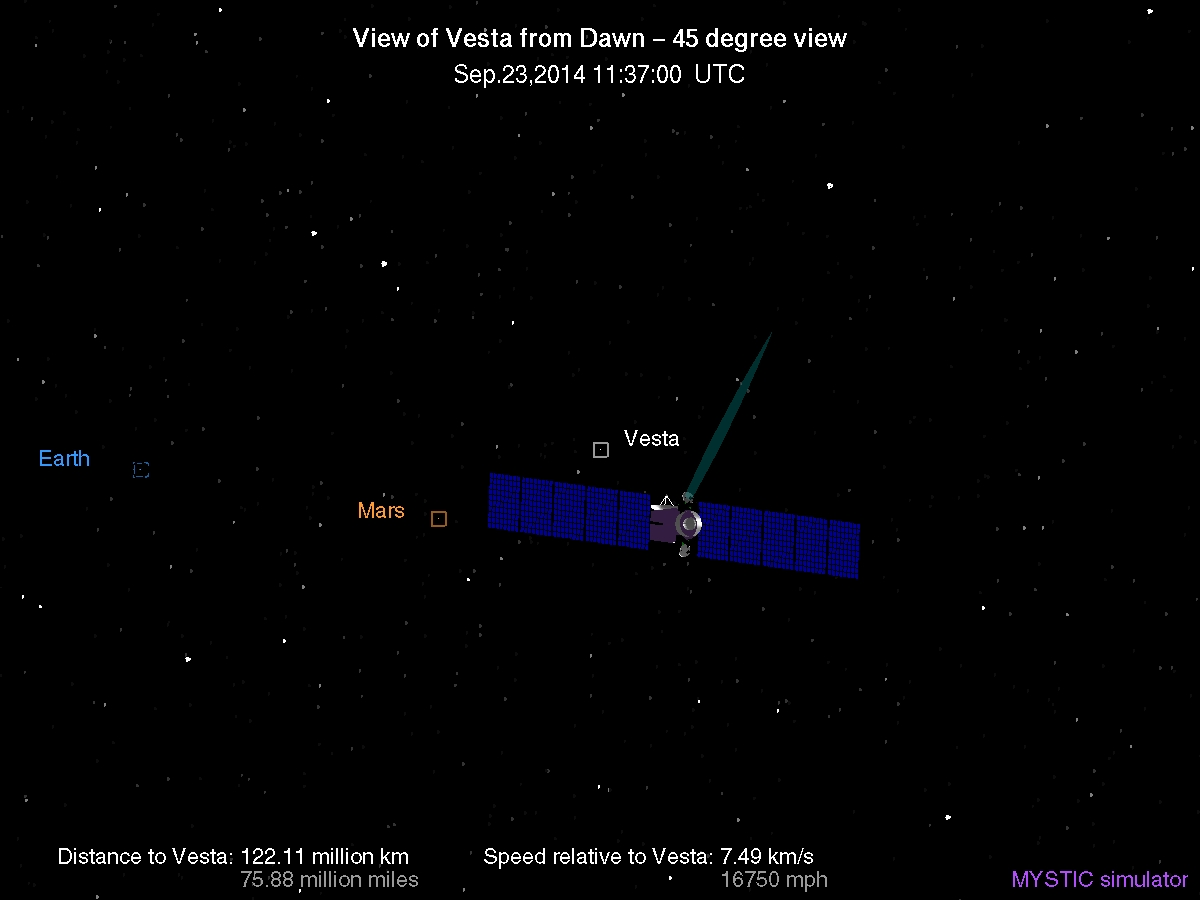 View of Vesta from Dawn – 45 degree view
Sep.23,2014 11:37:00 UTC
Vesta
Earth
Mars
Distance to Vesta: 122.11 million km
75.88 million miles
Speed relative to Vesta: 7.49 km/s
16750 mph
MYSTIC simulator